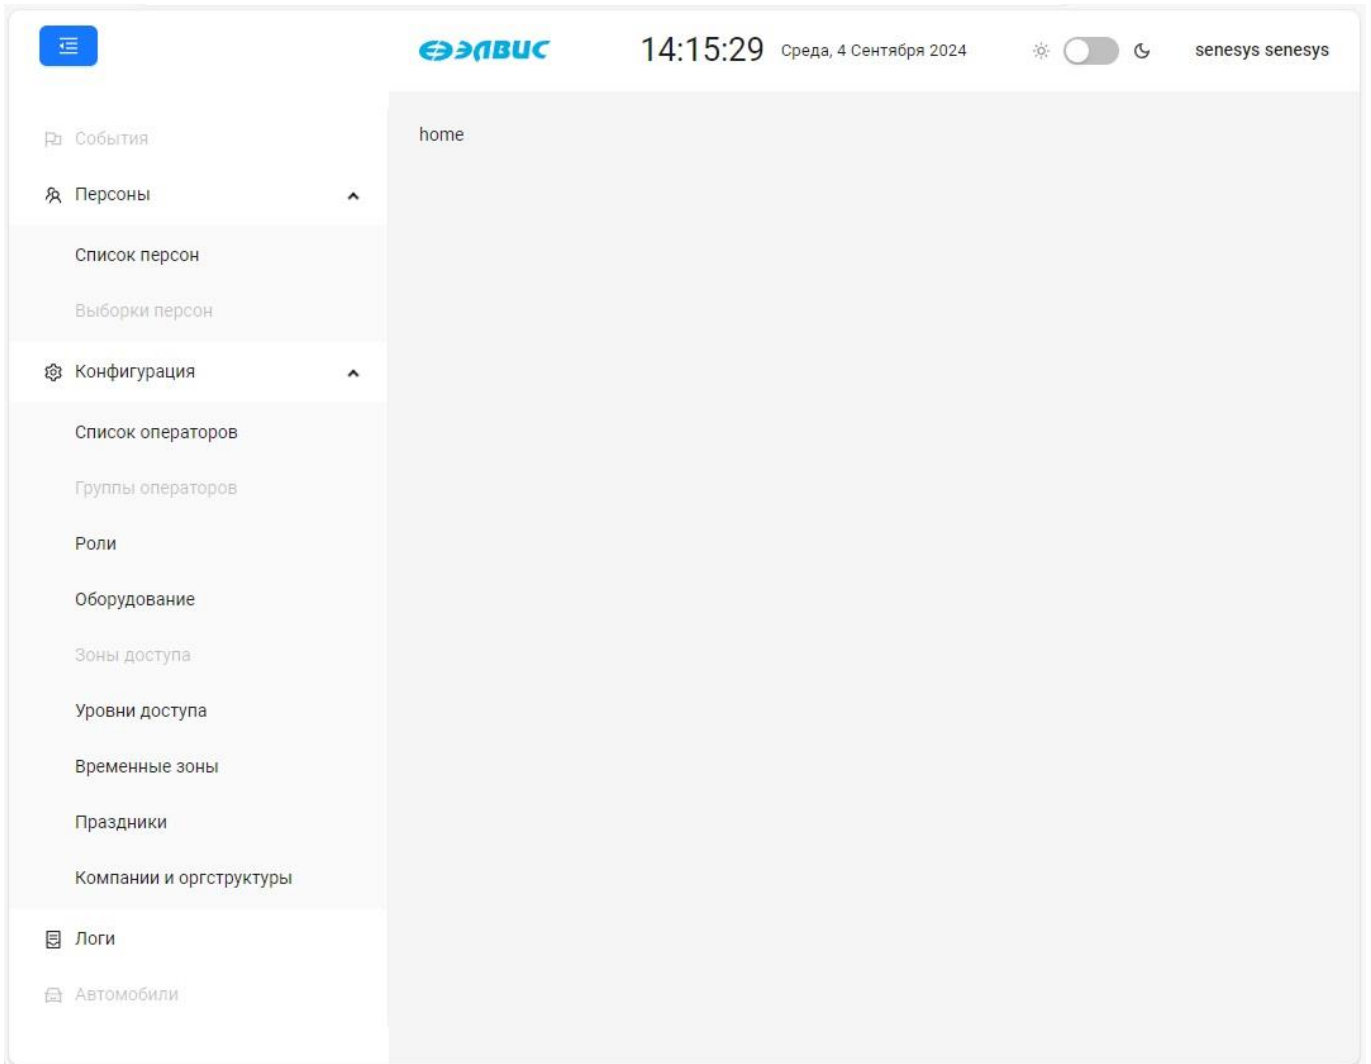 ЭЛВИС
14:15:29 Среда, 4 Сентября 2024
senesys senesys
home
События
Персоны
Список персон
Выборки персон
Конфигурация
Список операторов
Группы операторов
Роли
Оборудование
Зоны доступа
Уровни доступа
Временные зоны
Праздники
Компании и оргструктуры
Логи
Автомобили